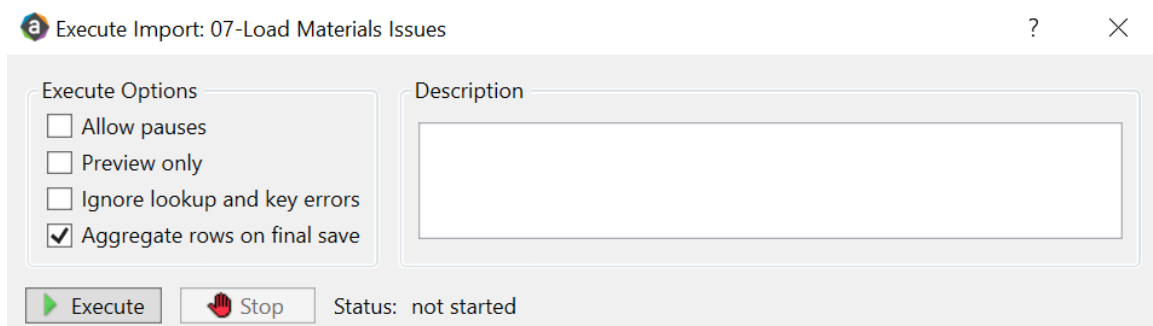 Execute Import: 07-Load Materials Issues
?
Execute Options
Allow pauses
Preview only
Ignore lookup and key errors
Aggregate rows on final save
Description
Execute
Stop
Status: not started